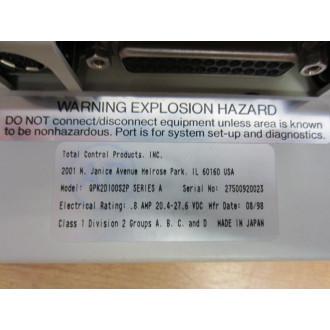 WARNING EXPLOSION HAZARD
DO NOT connect/disconnect equipment unless area is known
to be nonhazardous. Port is for system set-up and diagnostics.
Total Control Products, INC.
2001 N. Janice Avenue Melrose Park, IL 60160 USA
Model: QPK2D100S2P SERIES A Serial No: 27500920023
Electrical Rating: .8 AMP 20.4-27.6 VDC Mfr Date: 08/98
Class 1 Division 2 Groups A, B, C, and D MADE IN JAPAN